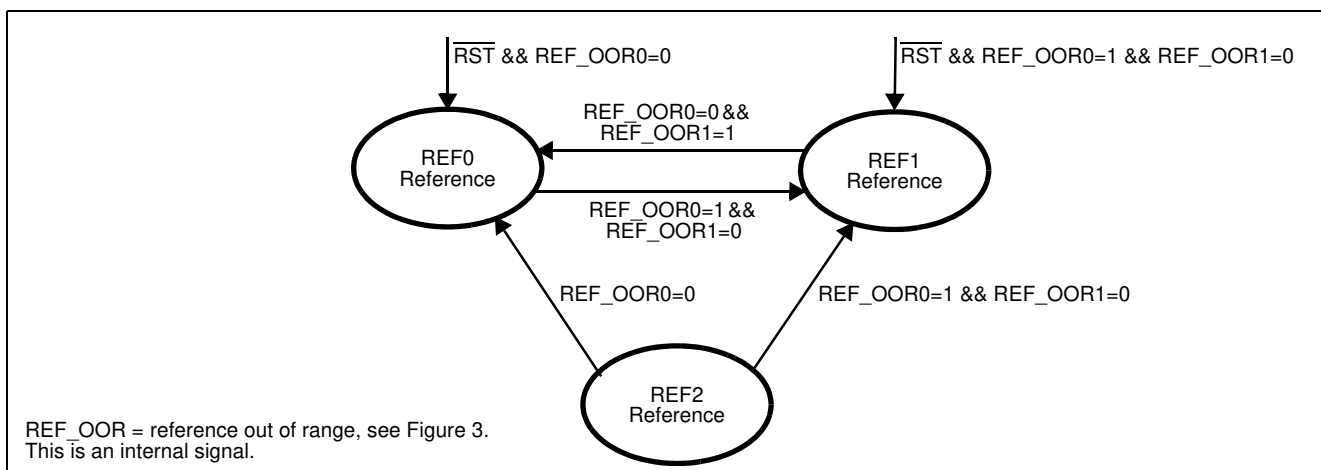 RST && REF_OOR0=0
RST && REF_OOR0=1 && REF_OOR1=0
REF_OOR0=0 &&
REF_OOR1=1
REF0
Reference
REF1
Reference
REF_OOR0=1 &&
REF_OOR1=0
REF_OOR0=0
REF_OOR0=1 && REF_OOR1=0
REF2
Reference
REF_OOR = reference out of range, see Figure 3.
This is an internal signal.